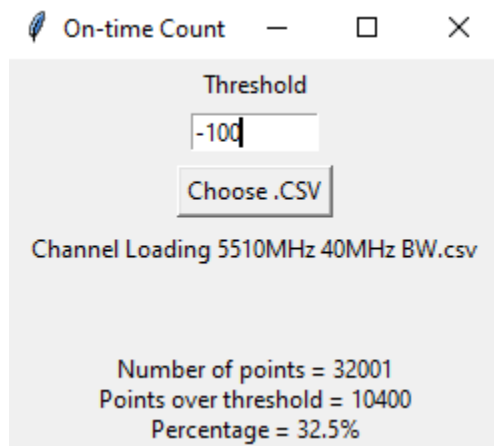 On-time Count
Threshold
-100
Choose .CSV
Channel Loading 5510MHz 40MHz BW.csv
Number of points = 32001
Points over threshold = 10400
Percentage = 32.5%